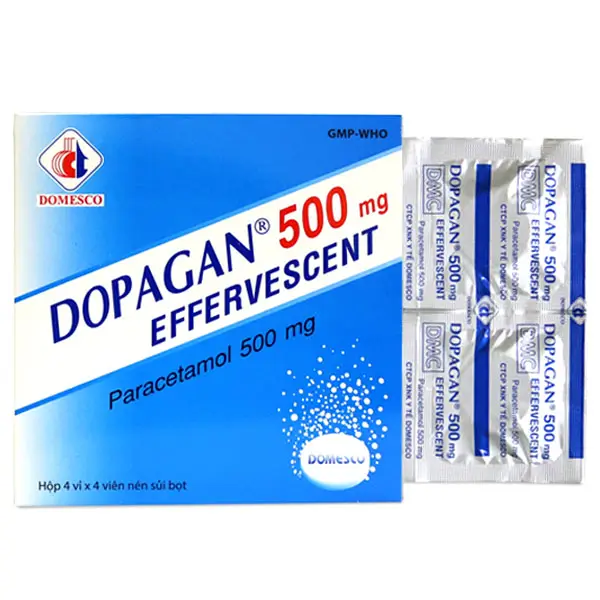 GMP-WHO
DOMESCO
DOPAGAN® 500 mg
EFFERVESCENT
Paracetamol 500 mg
DOMESCO
Hộp 4 vỉ x 4 viên nén sủi bọt
DOPAGAN® 500 mg
DMC EFFERVESCENT
Paracetamol 500 mg
CTCP XNK Y TẾ DOMESCO
DOPAGAN® 500 mg
DMC EFFERVESCENT
Paracetamol 500 mg
CTCP XNK Y TẾ DOMESCO